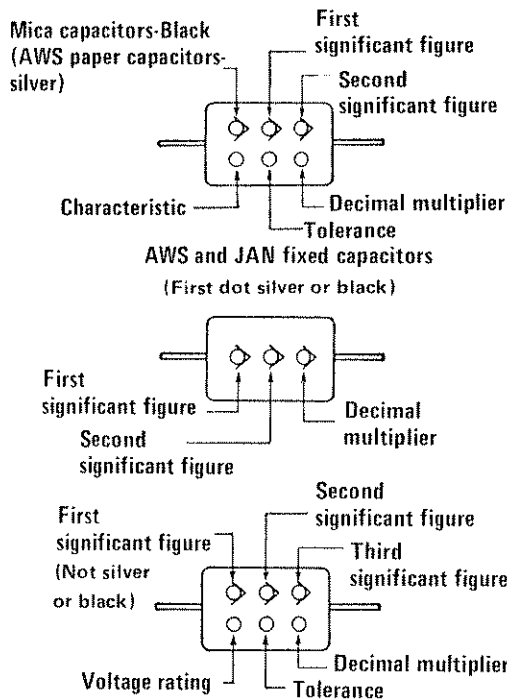 Mica capacitors-Black
(AWS paper capacitors-
silver)
First
significant figure
Second
significant figure
Characteristic
Decimal multiplier
Tolerance
AWS and JAN fixed capacitors
(First dot silver or black)
First
significant figure
Second
significant figure
Decimal
multiplier
First
significant figure
(Not silver
or black)
Second
significant figure
Third
significant figure
Voltage rating
Decimal multiplier
Tolerance